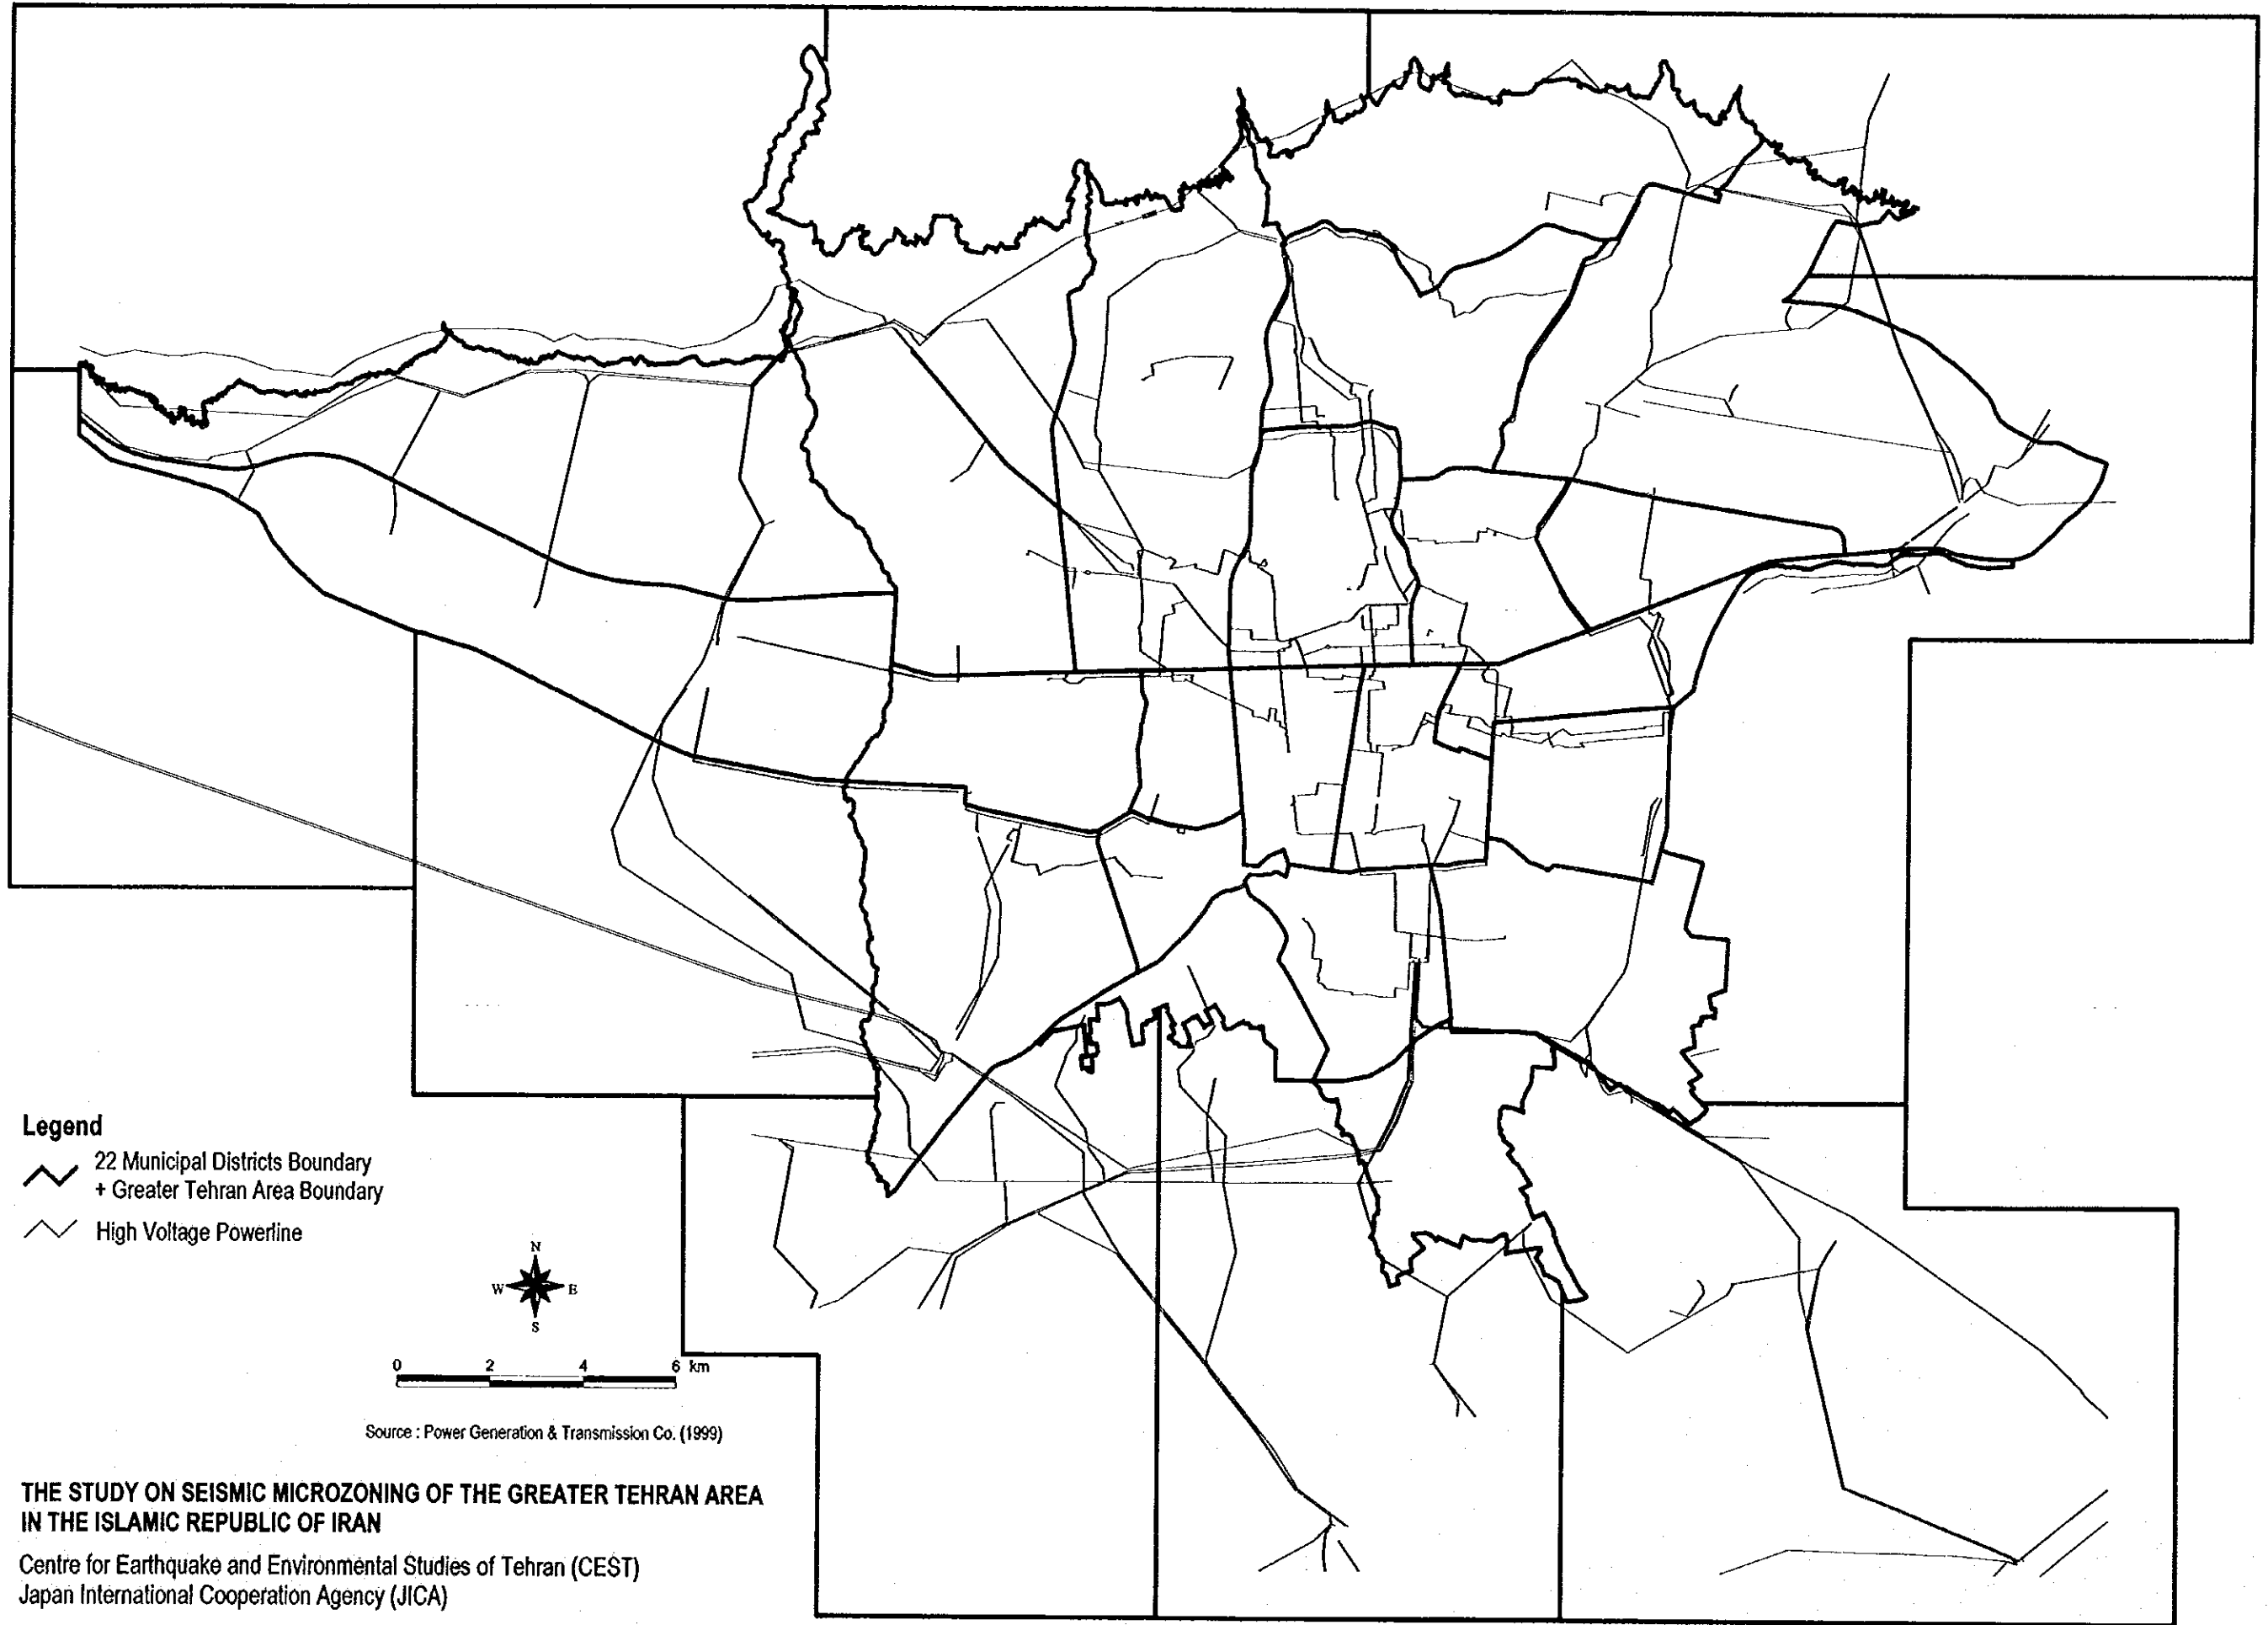 Legend
22 Municipal Districts Boundary
+ Greater Tehran Area Boundary
High Voltage Powerline
N
W E
S
0 2 4 6 km
Source : Power Generation & Transmission Co. (1999)
THE STUDY ON SEISMIC MICROZONING OF THE GREATER TEHRAN AREA
IN THE ISLAMIC REPUBLIC OF IRAN
Centre for Earthquake and Environmental Studies of Tehran (CEST)
Japan International Cooperation Agency (JICA)